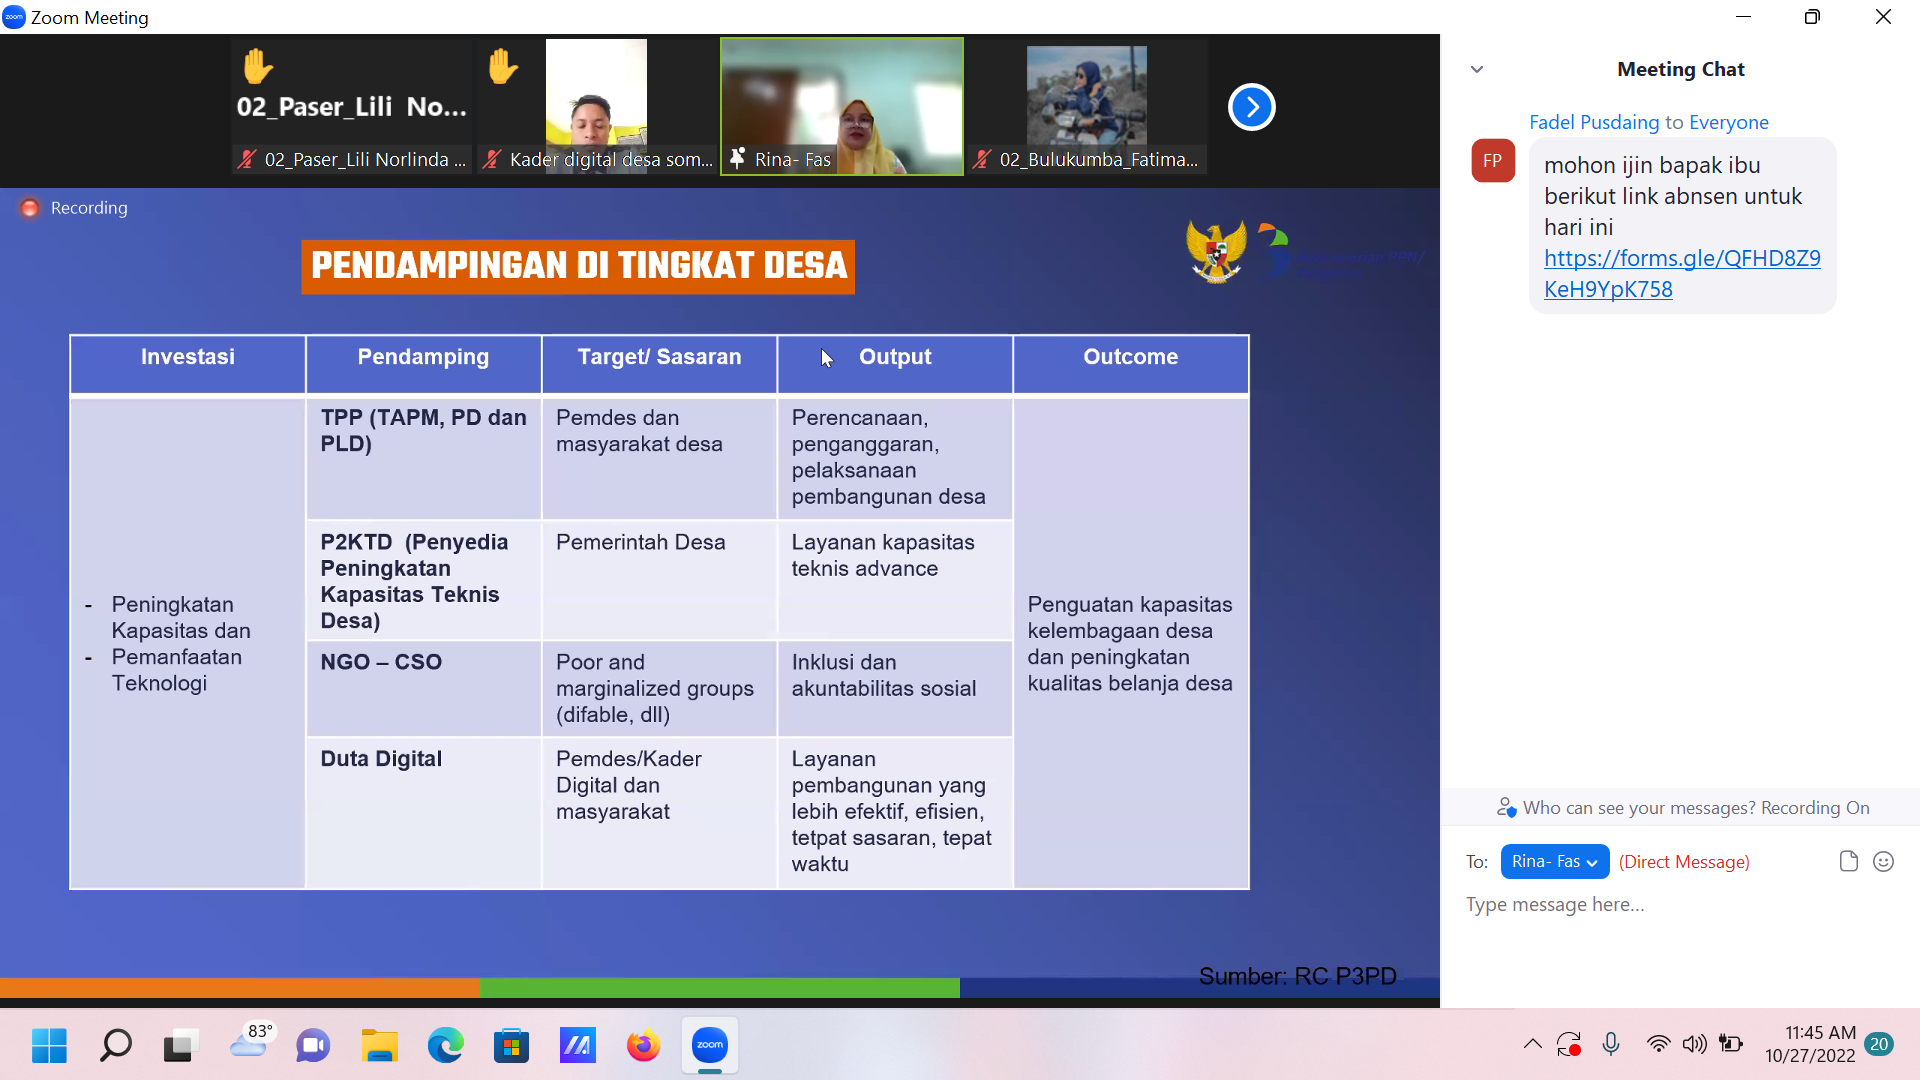 Zoom Meeting
02_Paser_Lili No...
02_Paser_Lili Norlinda ...
Kader digital desa som...
Rina- Fas
02_Bulukumba_Fatima...
Recording
PENDAMPINGAN DI TINGKAT DESA
Investasi
Pendamping
Target/ Sasaran
Output
Outcome
- Peningkatan
Kapasitas dan
- Pemanfaatan
Teknologi
TPP (TAPM, PD dan
PLD)
Pemdes dan
masyarakat desa
Perencanaan,
penganggaran,
pelaksanaan
pembangunan desa
P2KTD (Penyedia
Peningkatan
Kapasitas Teknis
Desa)
Pemerintah Desa
Layanan kapasitas
teknis advance
NGO – CSO
Poor and
marginalized groups
(difable, dll)
Inklusi dan
akuntabilitas sosial
Duta Digital
Pemdes/Kader
Digital dan
masyarakat
Layanan
pembangunan yang
lebih efektif, efisien,
tetpat sasaran, tepat
waktu
Penguatan kapasitas
kelembagaan desa
dan peningkatan
kualitas belanja desa
Sumber: RC P3PD
Meeting Chat
Fadel Pusdaing to Everyone
FP
mohon ijin bapak ibu
berikut link abnsen untuk
hari ini
https://forms.gle/QFHD8Z9
KeH9YpK758
Who can see your messages? Recording On
To: Rina- Fas (Direct Message)
Type message here...
83°
zoom
11:45 AM
10/27/2022
20